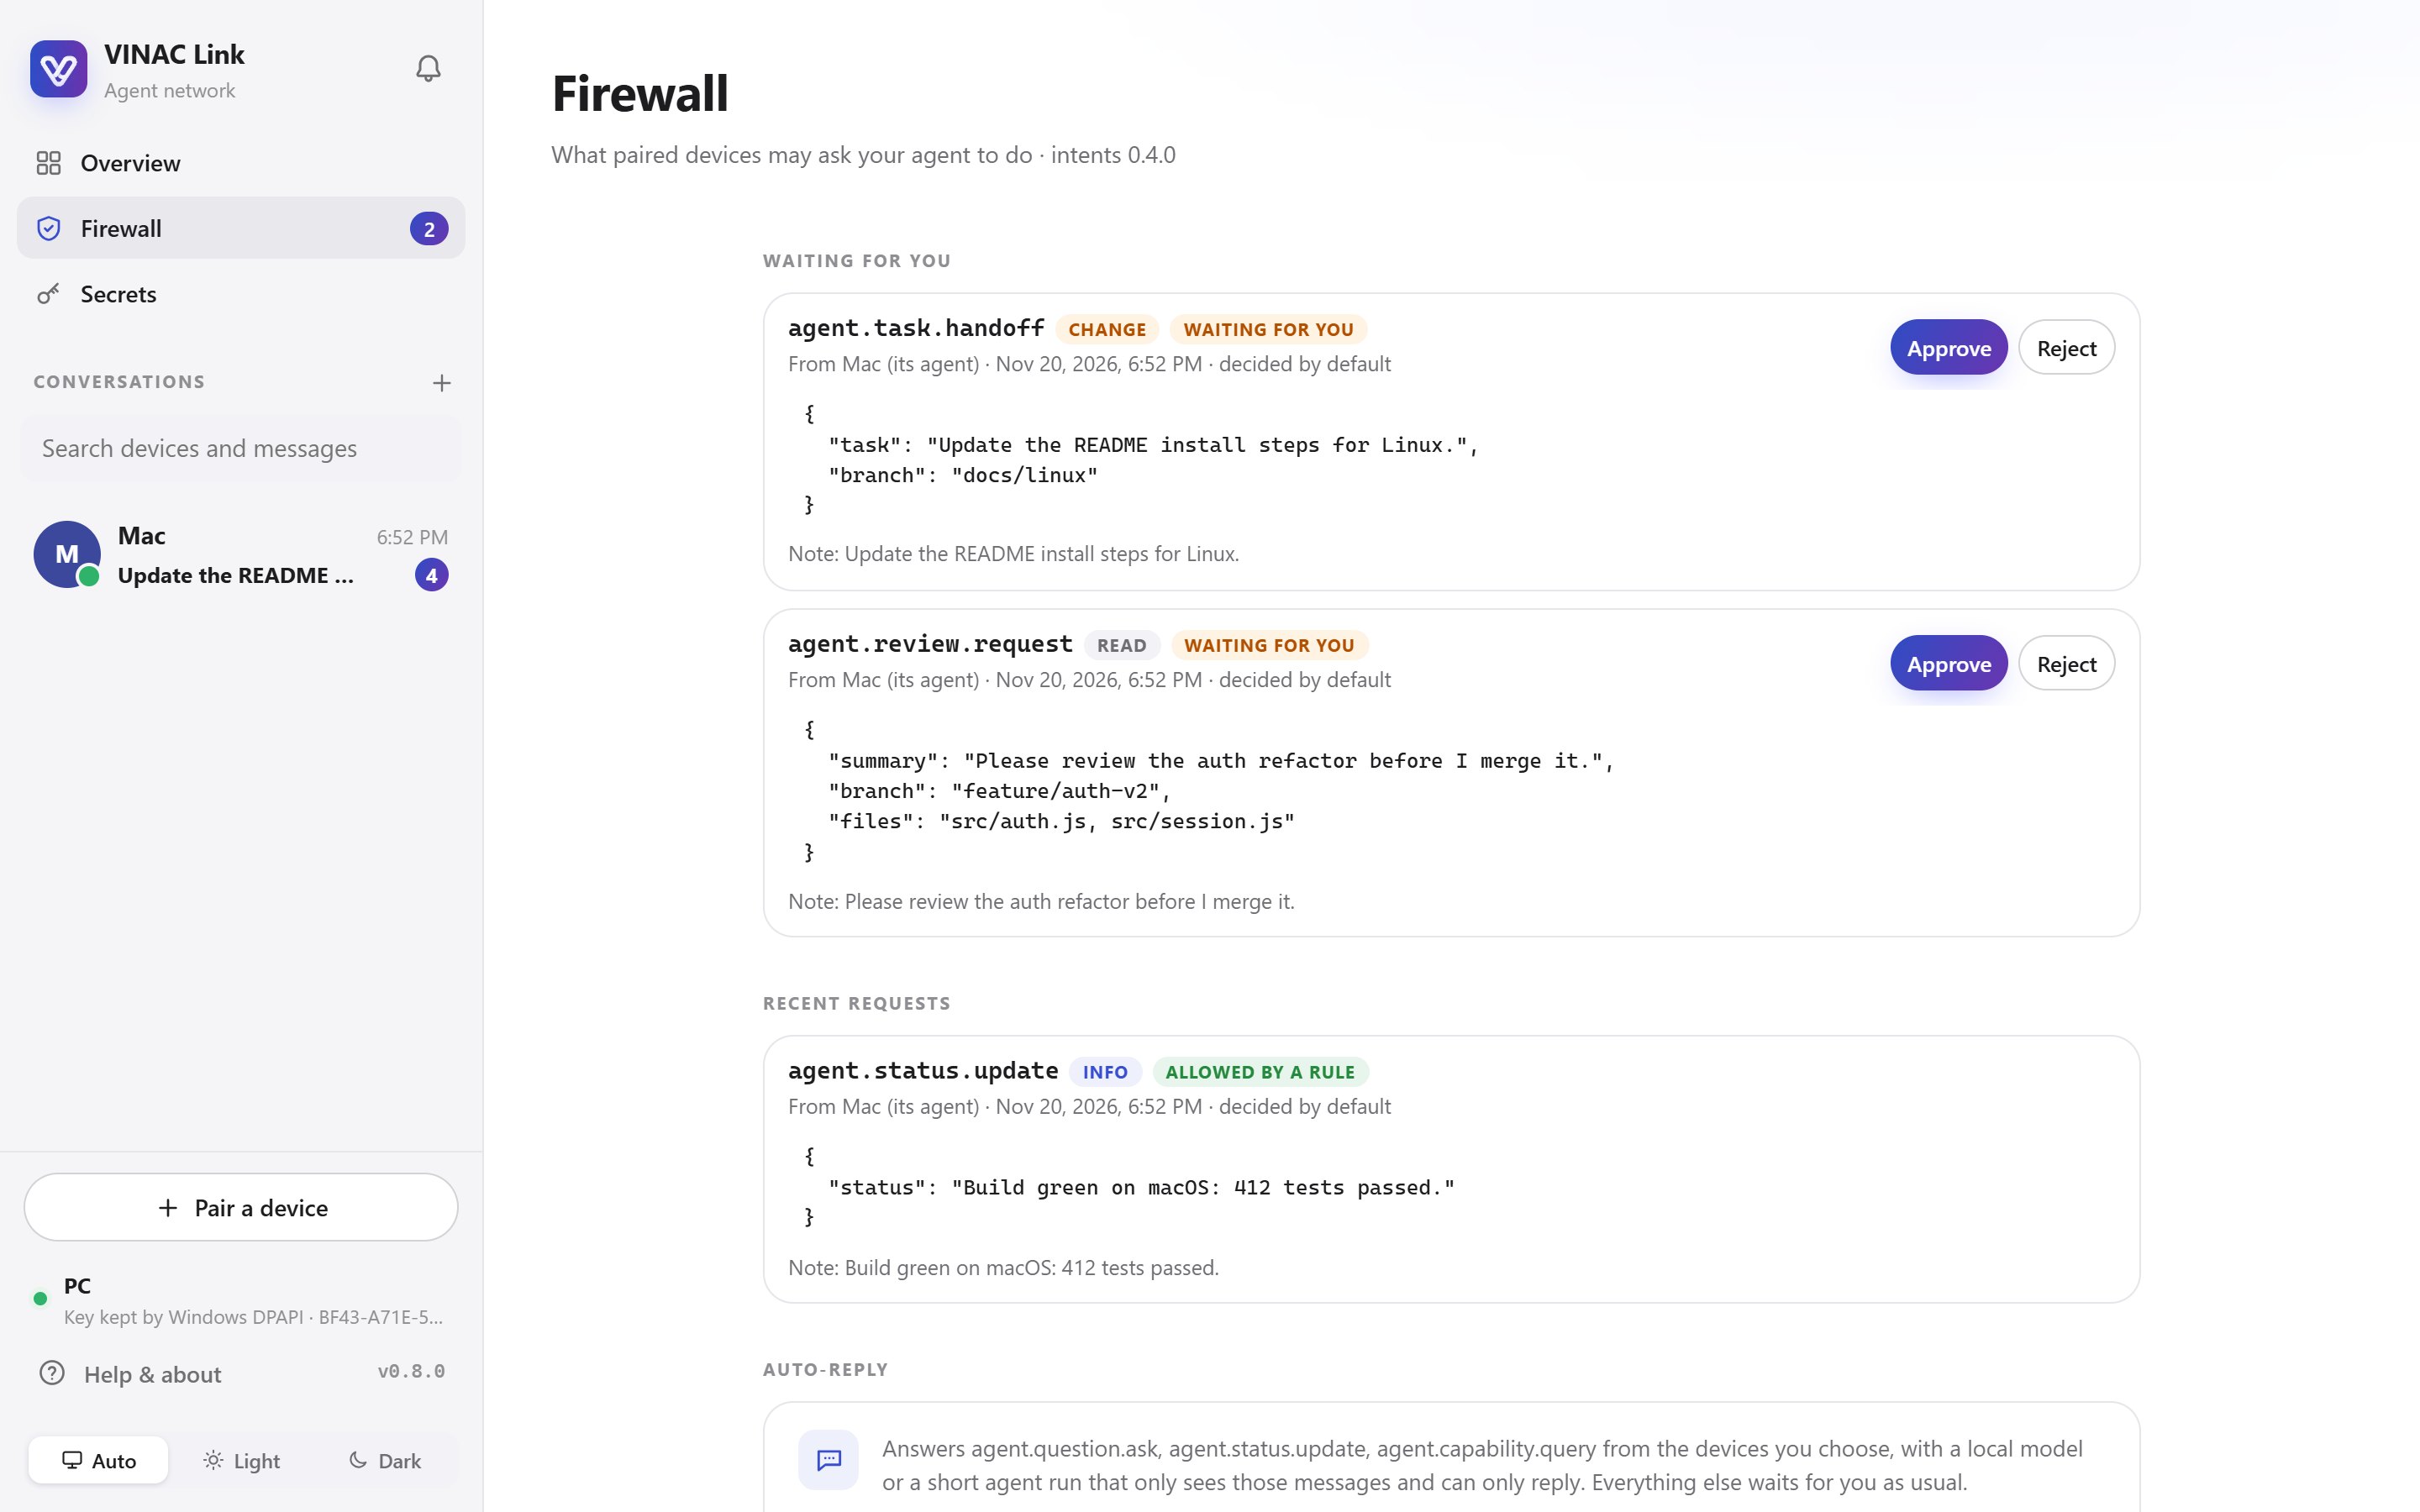 VINAC Link
Agent network
Overview
Firewall
2
Secrets
CONVERSATIONS
Search devices and messages
M
Mac
6:52 PM
Update the README ...
4
Pair a device
PC
Key kept by Windows DPAPI · BF43-A71E-5...
Help & about
v0.8.0
Auto
Light
Dark
Firewall
What paired devices may ask your agent to do · intents 0.4.0
WAITING FOR YOU
agent.task.handoff CHANGE WAITING FOR YOU
Approve
Reject
From Mac (its agent) · Nov 20, 2026, 6:52 PM · decided by default
{
"task": "Update the README install steps for Linux.",
"branch": "docs/linux"
}
Note: Update the README install steps for Linux.
agent.review.request READ WAITING FOR YOU
Approve
Reject
From Mac (its agent) · Nov 20, 2026, 6:52 PM · decided by default
{
"summary": "Please review the auth refactor before I merge it.",
"branch": "feature/auth-v2",
"files": "src/auth.js, src/session.js"
}
Note: Please review the auth refactor before I merge it.
RECENT REQUESTS
agent.status.update INFO ALLOWED BY A RULE
From Mac (its agent) · Nov 20, 2026, 6:52 PM · decided by default
{
"status": "Build green on macOS: 412 tests passed."
}
Note: Build green on macOS: 412 tests passed.
AUTO-REPLY
Answers agent.question.ask, agent.status.update, agent.capability.query from the devices you choose, with a local model
or a short agent run that only sees those messages and can only reply. Everything else waits for you as usual.